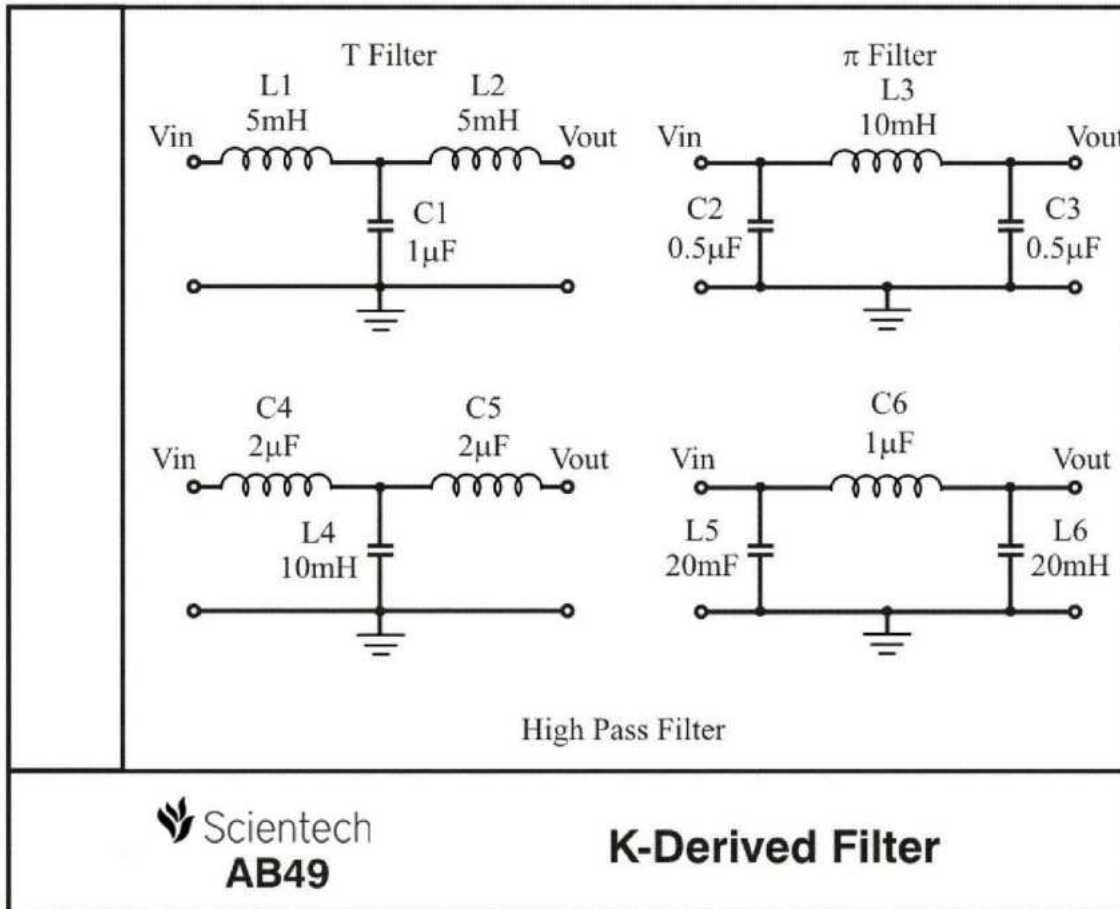 T Filter
L1
5mH
L2
5mH
Vin
Vout
C1
1μF
π Filter
L3
10mH
Vin
Vout
C2
0.5μF
C3
0.5μF
C4
2μF
C5
2μF
Vin
Vout
L4
10mH
C6
1μF
Vin
Vout
L5
20mF
L6
20mH
High Pass Filter
Scientech
AB49
K-Derived Filter